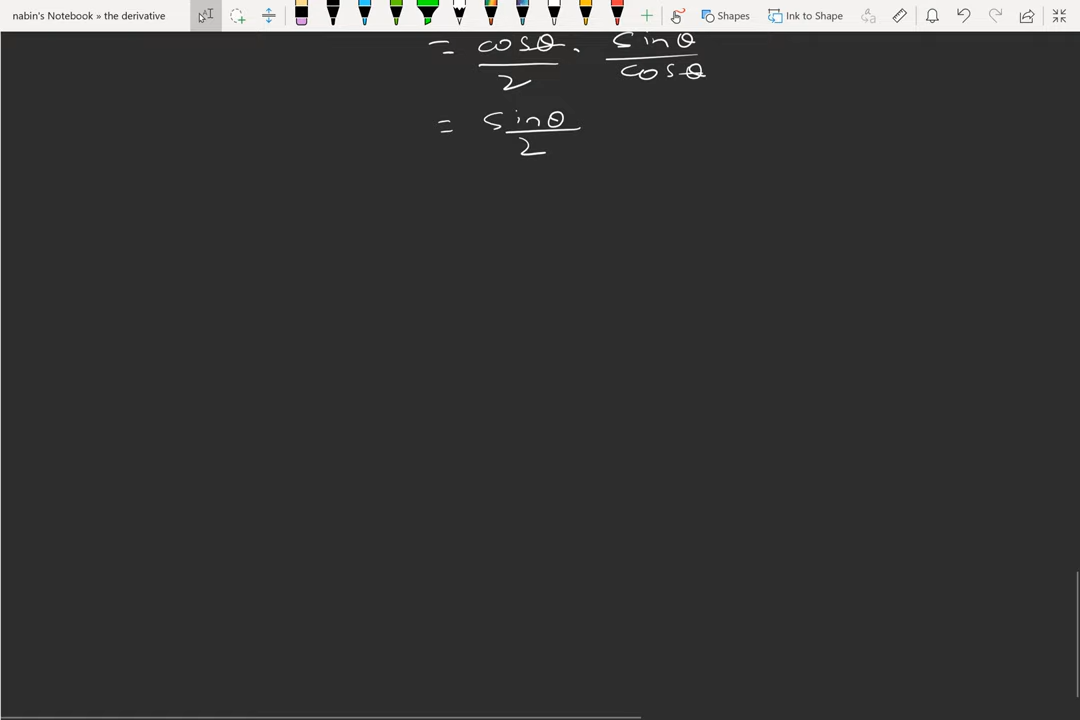 nabin's Notebook » the derivative
Shapes
Ink to Shape
= cosθ/2 · sinθ/cosθ
= sinθ/2